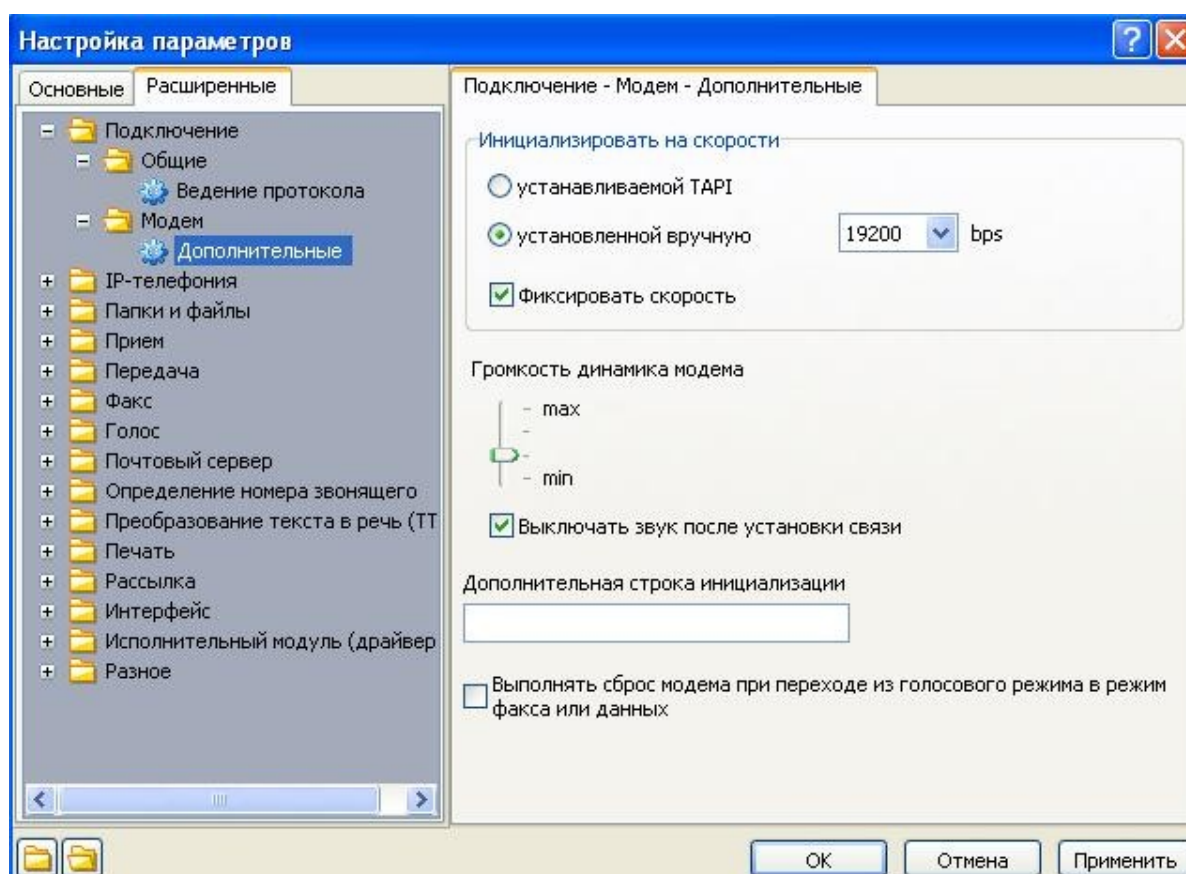 Настройка параметров
Основные
Расширенные
Подключение
Общие
Ведение протокола
Модем
Дополнительные
IP-телефония
Папки и файлы
Прием
Передача
Факс
Голос
Почтовый сервер
Определение номера звонящего
Преобразование текста в речь (TT
Печать
Рассылка
Интерфейс
Исполнительный модуль (драйвер
Разное
Подключение - Модем - Дополнительные
Инициализировать на скорости
устанавливаемой TAPI
установленной вручную
19200
bps
Фиксировать скорость
Громкость динамика модема
max
min
Выключать звук после установки связи
Дополнительная строка инициализации
Выполнять сброс модема при переходе из голосового режима в режим
факса или данных
OK
Отмена
Применить